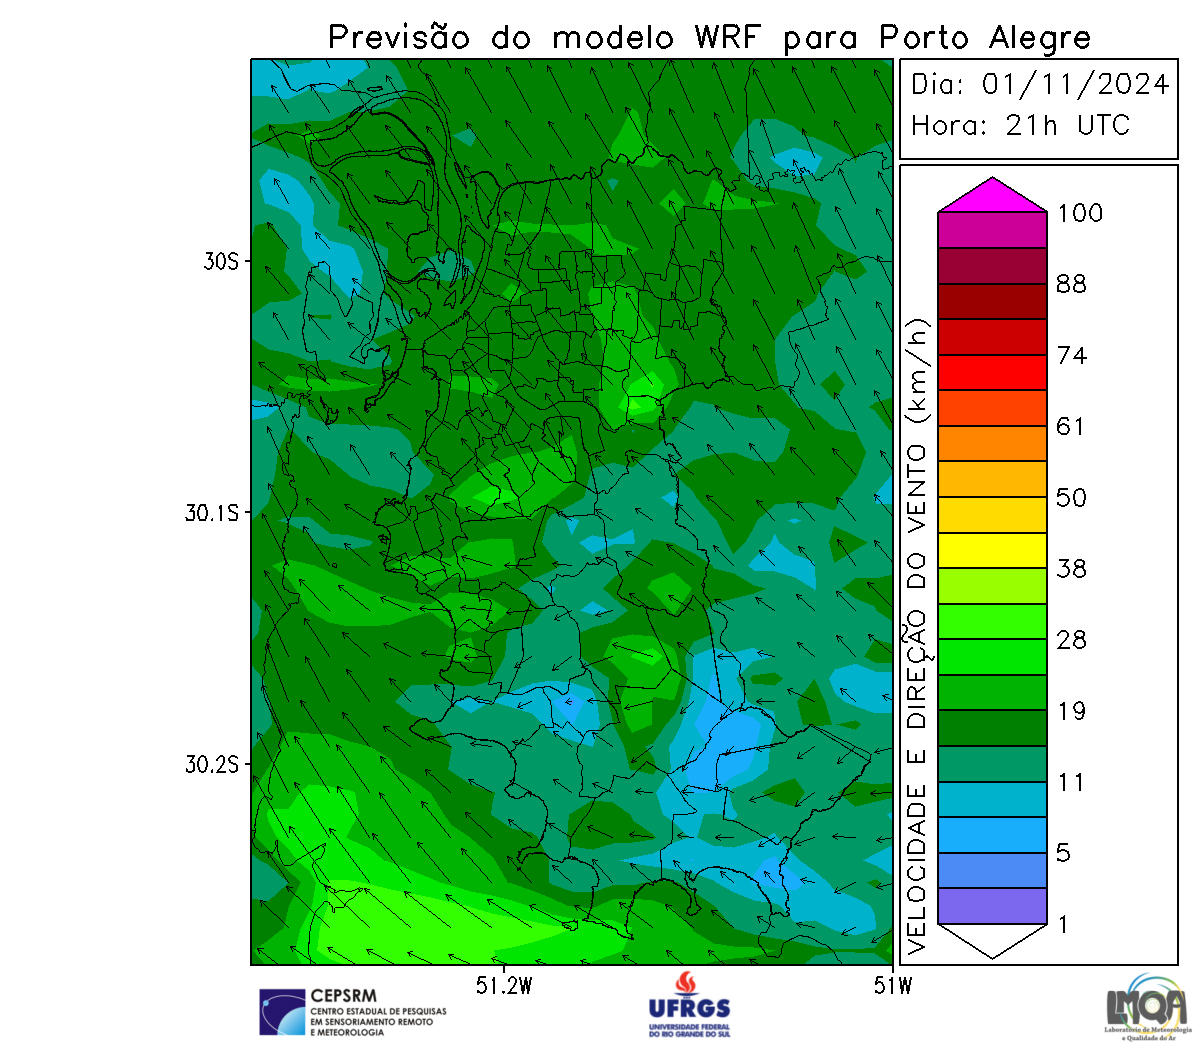 Previsão do modelo WRF para Porto Alegre
Dia: 01/11/2024
Hora: 21h UTC
30S
30.1S
30.2S
51.2W
51W
VELOCIDADE E DIREÇÃO DO VENTO (km/h)
100
88
74
61
50
38
28
19
11
5
1
CEPSRM
CENTRO ESTADUAL DE PESQUISAS
EM SENSORIAMENTO REMOTO
E METEOROLOGIA
UFRGS
UNIVERSIDADE FEDERAL
DO RIO GRANDE DO SUL
LMQA
Laboratório de Meteorologia
e Qualidade do Ar